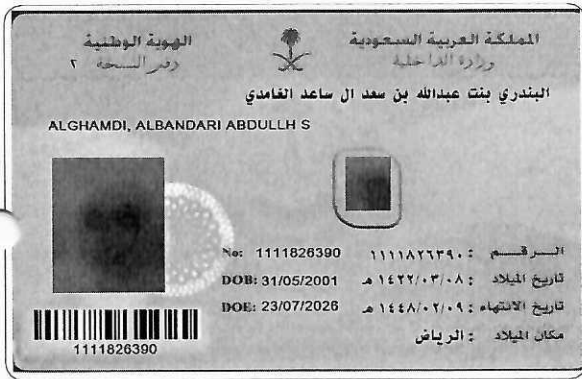 المملكة العربية السعودية
وزارة الداخلية
الهوية الوطنية
رقم النسخة ٢
البندري بنت عبدالله بن سعد ال ساعد الغامدي
ALGHAMDI, ALBANDARI ABDULLH S
الرقم : ١١١١٨٢٦٣٩٠ No: 1111826390
تاريخ الميلاد : ١٤٢٢/٠٣/٠٨ هـ DOB: 31/05/2001
تاريخ الانتهاء : ١٤٤٨/٠٢/٠٩ هـ DOE: 23/07/2026
مكان الميلاد : الرياض
1111826390